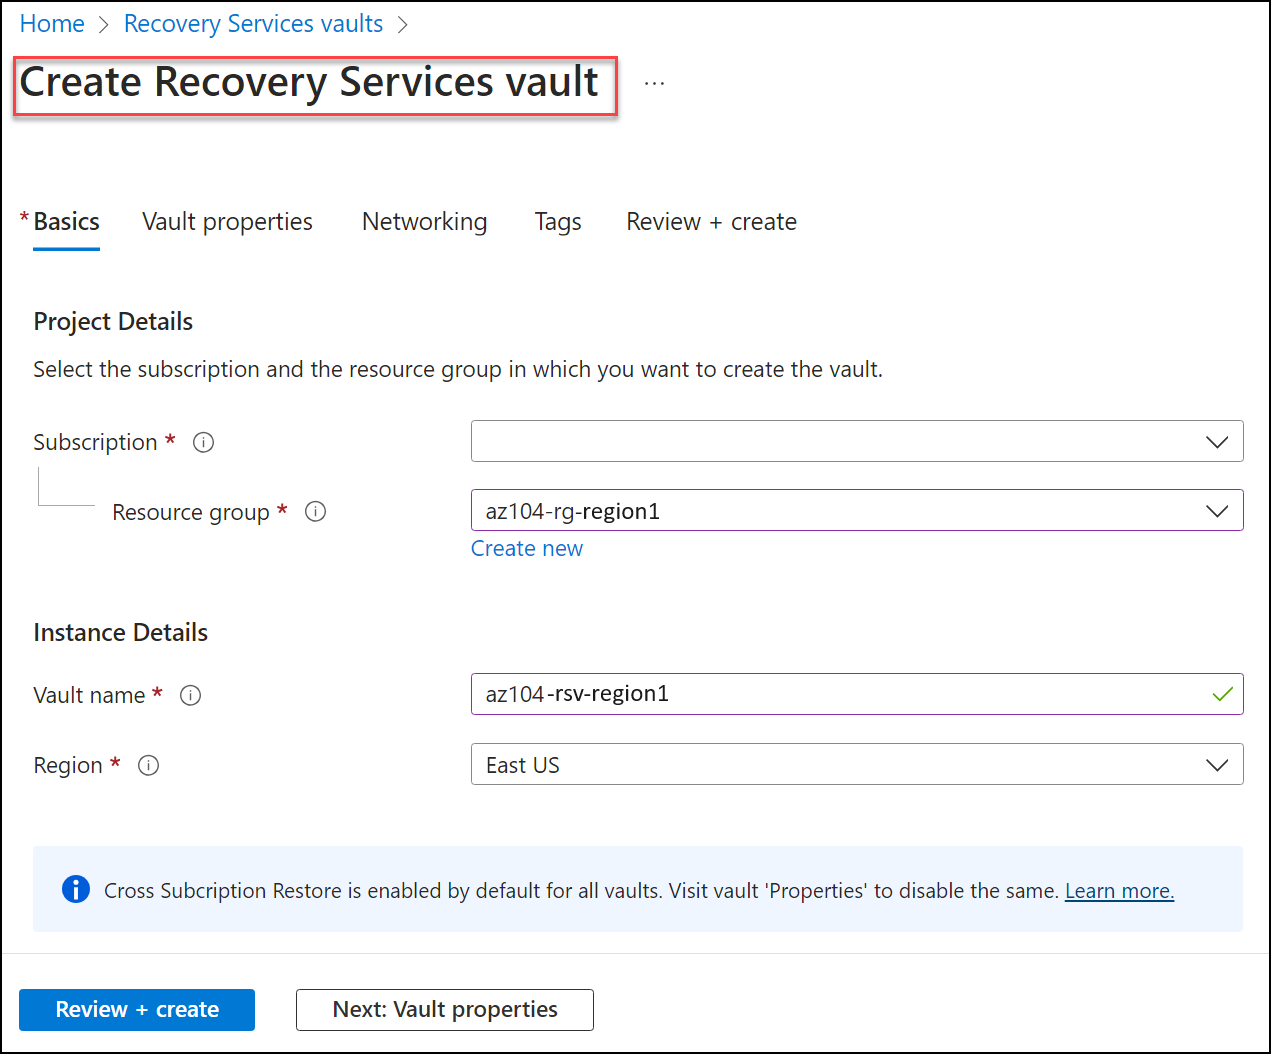 Home > Recovery Services vaults >
Create Recovery Services vault ...
* Basics Vault properties Networking Tags Review + create
Project Details
Select the subscription and the resource group in which you want to create the vault.
Subscription *
Resource group * az104-rg-region1
Create new
Instance Details
Vault name * az104-rsv-region1
Region * East US
Cross Subcription Restore is enabled by default for all vaults. Visit vault 'Properties' to disable the same. Learn more.
Review + create Next: Vault properties